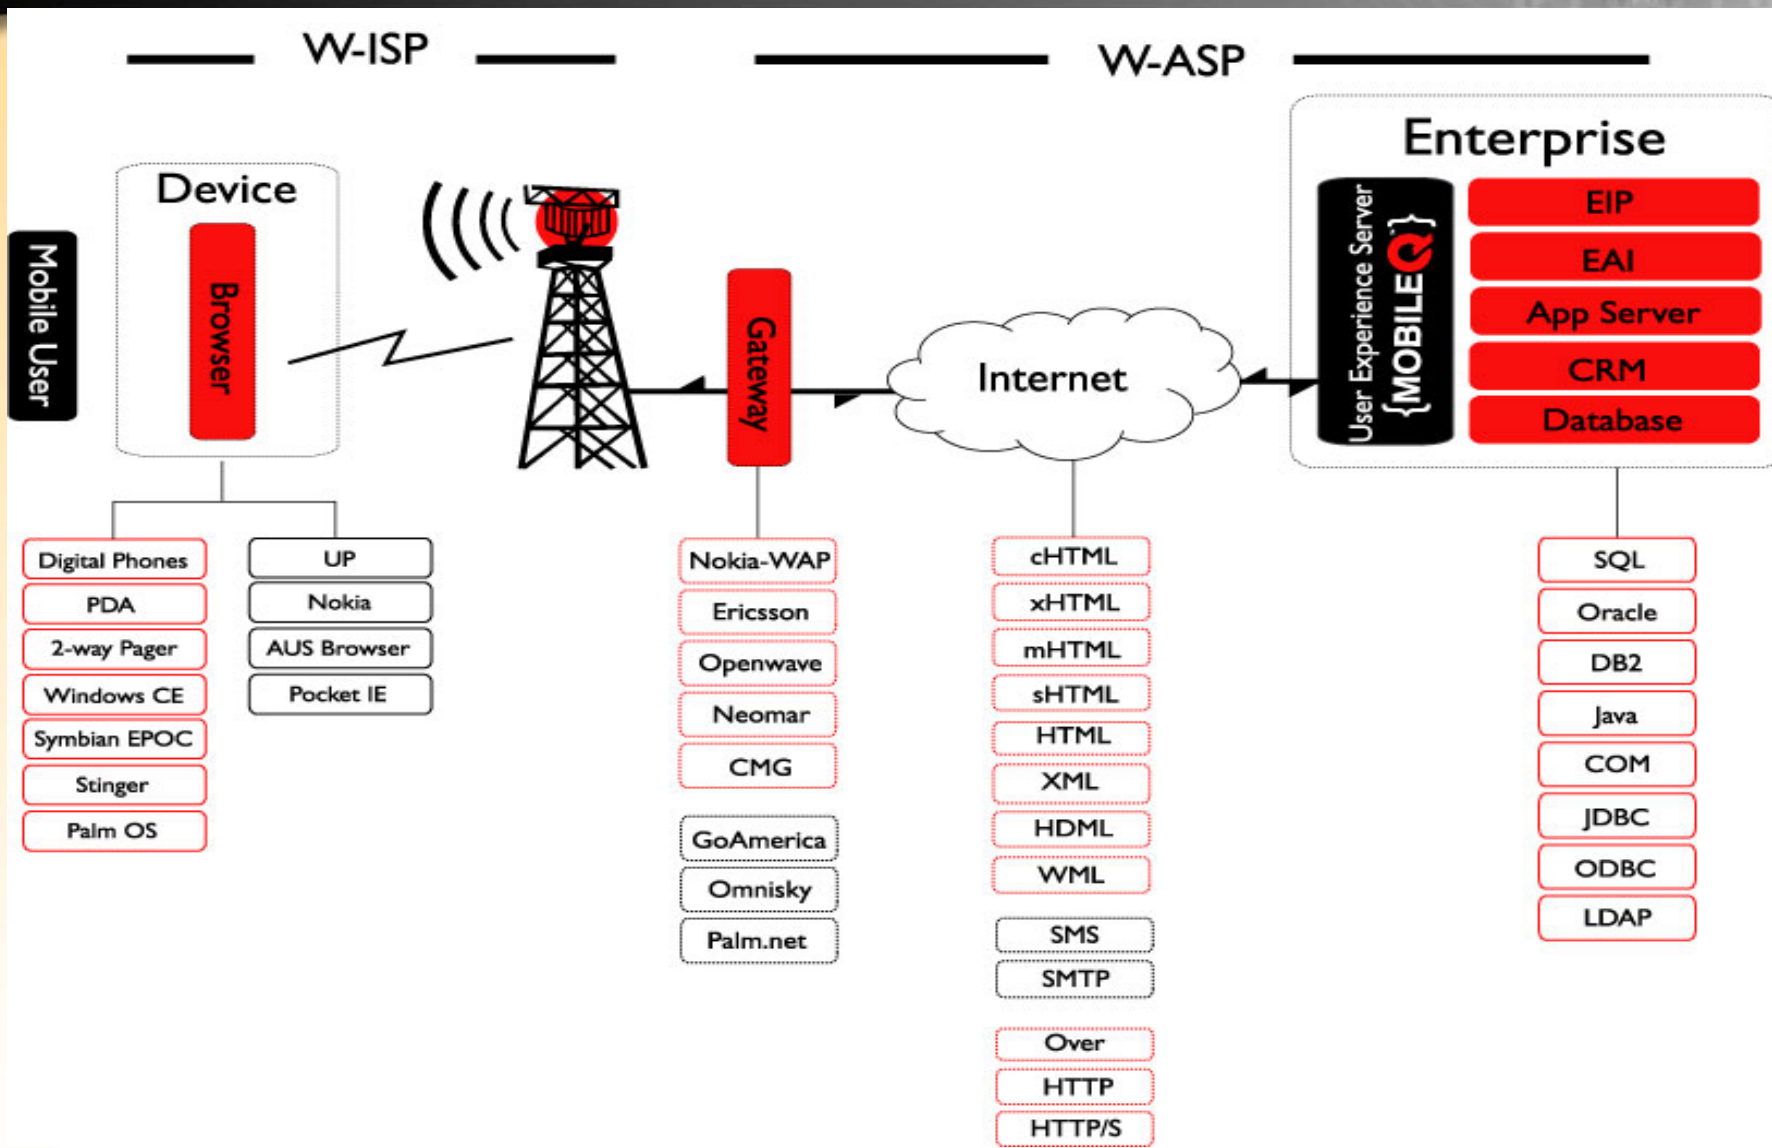 W-ISP
W-ASP
Mobile User
Device
Browser
Gateway
Internet
Enterprise
User Experience Server
{MOBILEQ}
EIP
EAI
App Server
CRM
Database
Digital Phones
PDA
2-way Pager
Windows CE
Symbian EPOC
Stinger
Palm OS
UP
Nokia
AUS Browser
Pocket IE
Nokia-WAP
Ericsson
Openwave
Neomar
CMG
GoAmerica
Omnisky
Palm.net
cHTML
xHTML
mHTML
sHTML
HTML
XML
HDML
WML
SMS
SMTP
Over
HTTP
HTTP/S
SQL
Oracle
DB2
Java
COM
JDBC
ODBC
LDAP